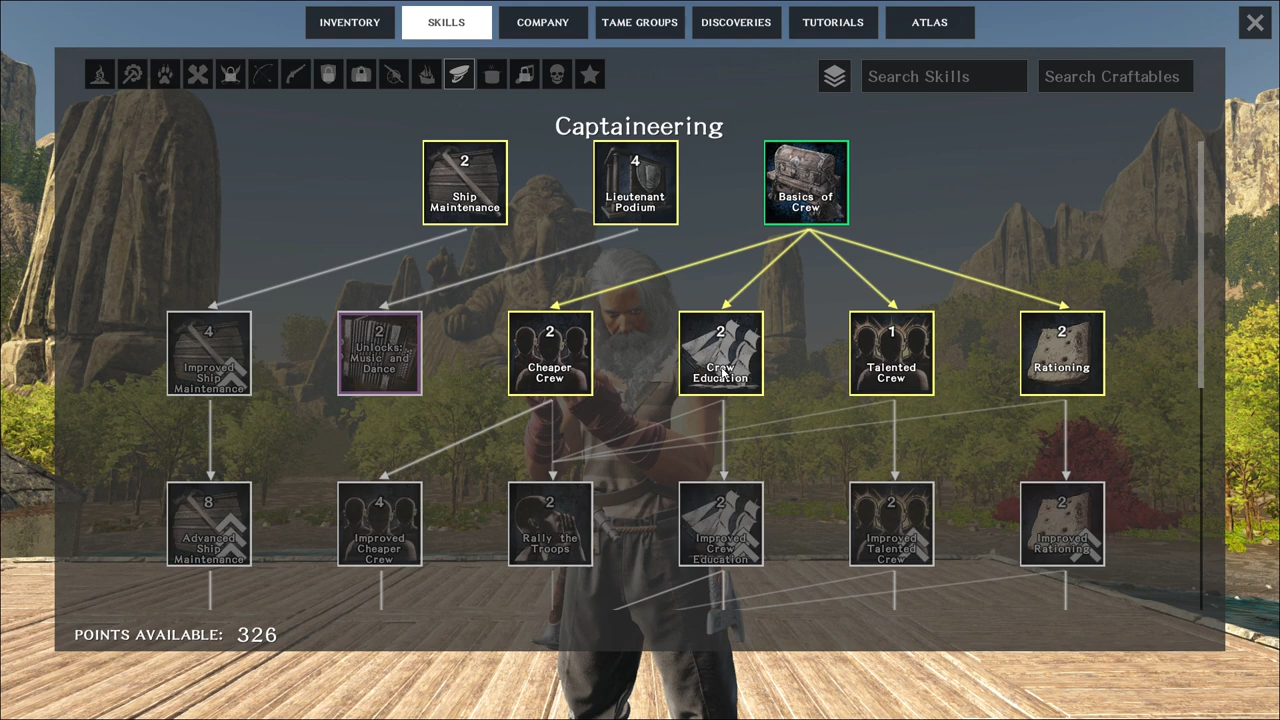 INVENTORY
SKILLS
COMPANY
TAME GROUPS
DISCOVERIES
TUTORIALS
ATLAS
Search Skills
Search Craftables
Captaineering
2
Ship
Maintenance
4
Lieutenant
Podium
Basics of
Crew
4
Improved
Ship
Maintenance
2
Unlocks:
Music and
Dance
2
Cheaper
Crew
2
Crew
Education
1
Talented
Crew
2
Rationing
8
Advanced
Ship
Maintenance
4
Improved
Cheaper
Crew
2
Rally the
Troops
2
Improved
Crew
Education
2
Improved
Talented
Crew
2
Improved
Rationing
POINTS AVAILABLE: 326